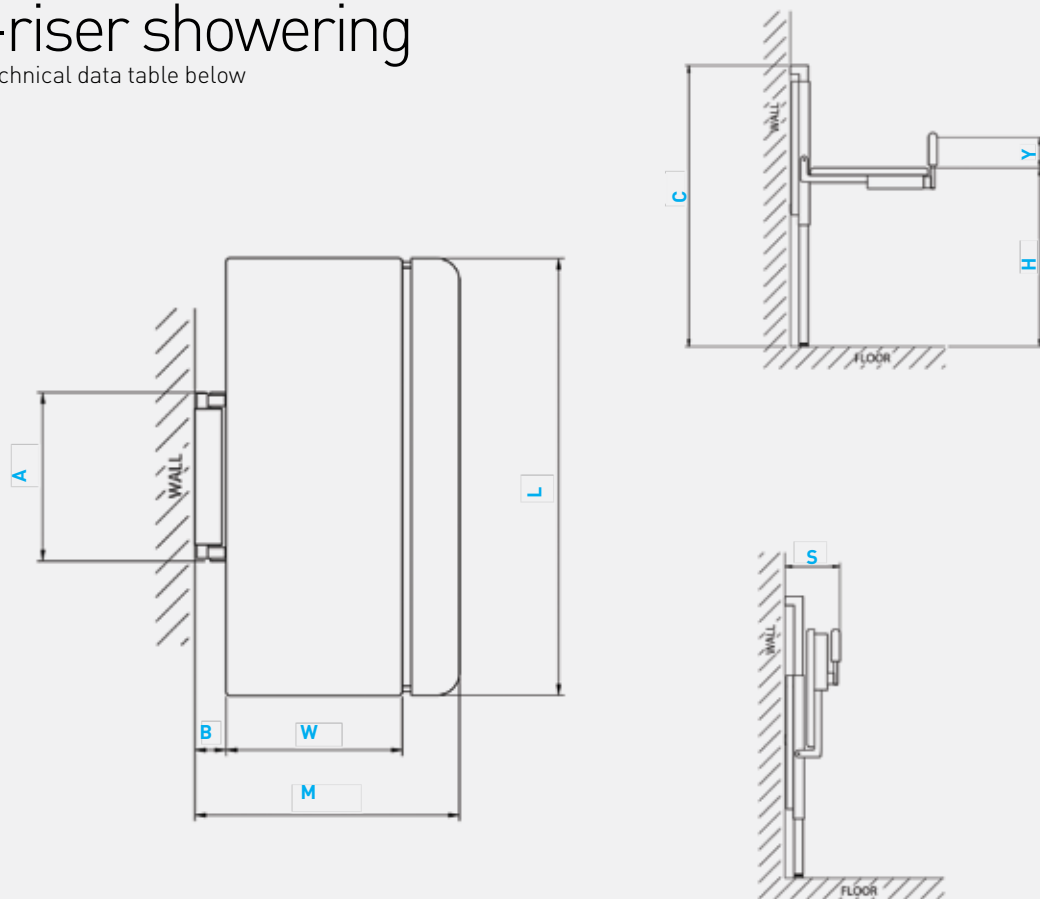 -riser showering
chnical data table below
WALL
C
Y
H
FLOOR
A
WALL
L
B
W
M
S
WALL
FLOOR